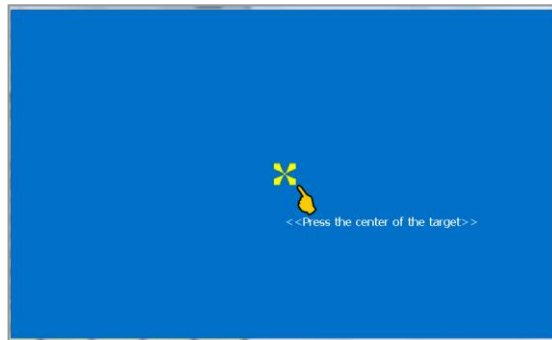 <<Press the center of the target>>